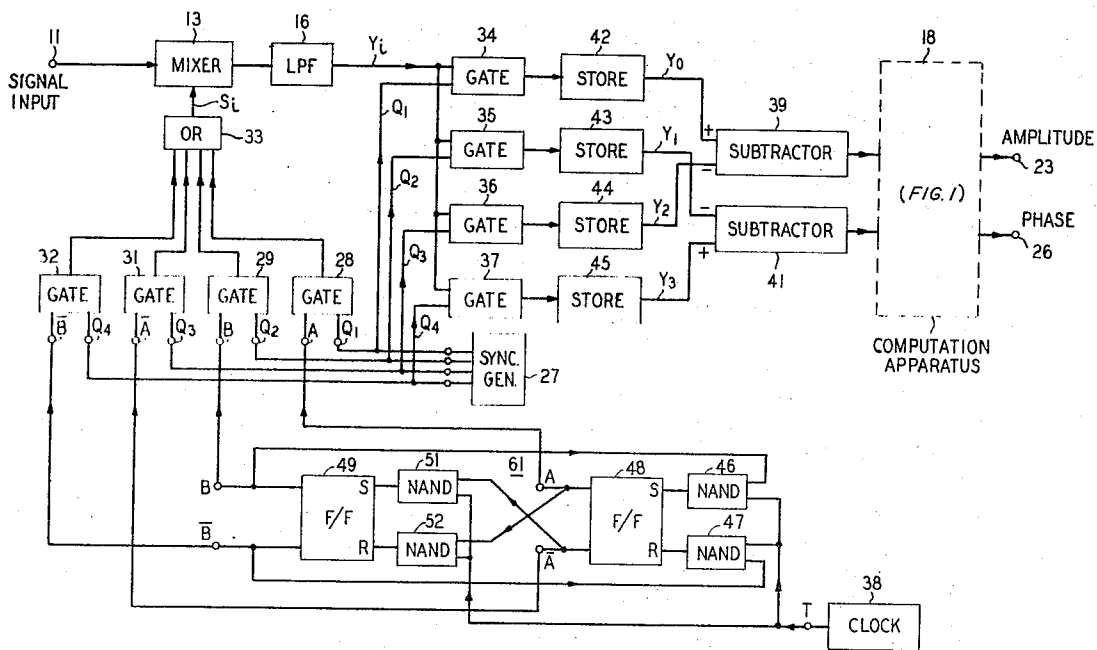 11
SIGNAL
INPUT
13
MIXER
16
LPF
Yi
Si
OR
33
34
GATE
42
STORE
Y0
35
GATE
43
STORE
Y1
36
GATE
44
STORE
Y2
37
GATE
45
STORE
Y3
Q1
Q2
Q3
Q4
+
39
SUBTRACTOR
−
−
SUBTRACTOR
+
41
18
(FIG. 1)
AMPLITUDE
23
PHASE
26
COMPUTATION
APPARATUS
32
GATE
B̅
Q4
31
GATE
A̅
Q3
29
GATE
B
Q2
28
GATE
A
Q1
SYNC.
GEN.
27
B
B̅
49
F/F
S
R
51
NAND
52
NAND
61
A
A̅
48
F/F
S
R
46
NAND
47
NAND
T
38
CLOCK